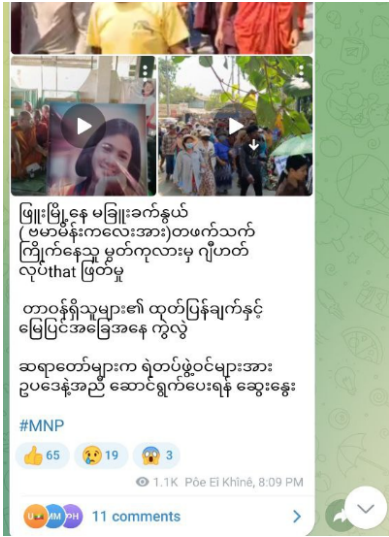 ဖြူးမြို့နေ မခြူးခက်နွယ်
( ဗမာမိန်းကလေးအား)တဖက်သက်
ကြိုက်နေသူ မွတ်ကုလားမှ ဂျီဟတ်
လုပ်that ဖြတ်မှု
တာဝန်ရှိသူများ၏ ထုတ်ပြန်ချက်နှင့်
မြေပြင်အခြေအနေ ကွဲလွဲ
ဆရာတော်များက ရဲတပ်ဖွဲ့ဝင်များအား
ဥပဒေနဲ့အညီ ဆောင်ရွက်ပေးရန် ဆွေးနွေး
#MNP
👍 65 😢 19 😱 3
1.1K Pôe Eï Khînê, 8:09 PM
MM PH 11 comments